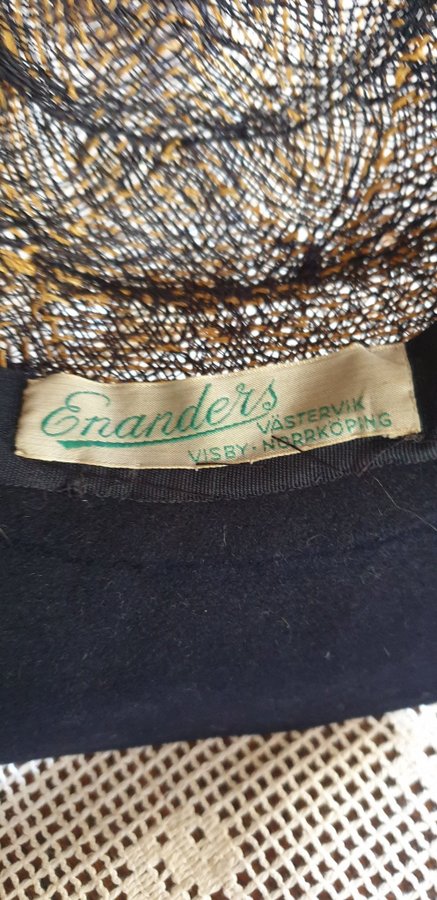 Enanders
VÄSTERVIK
VISBY · NORRKÖPING